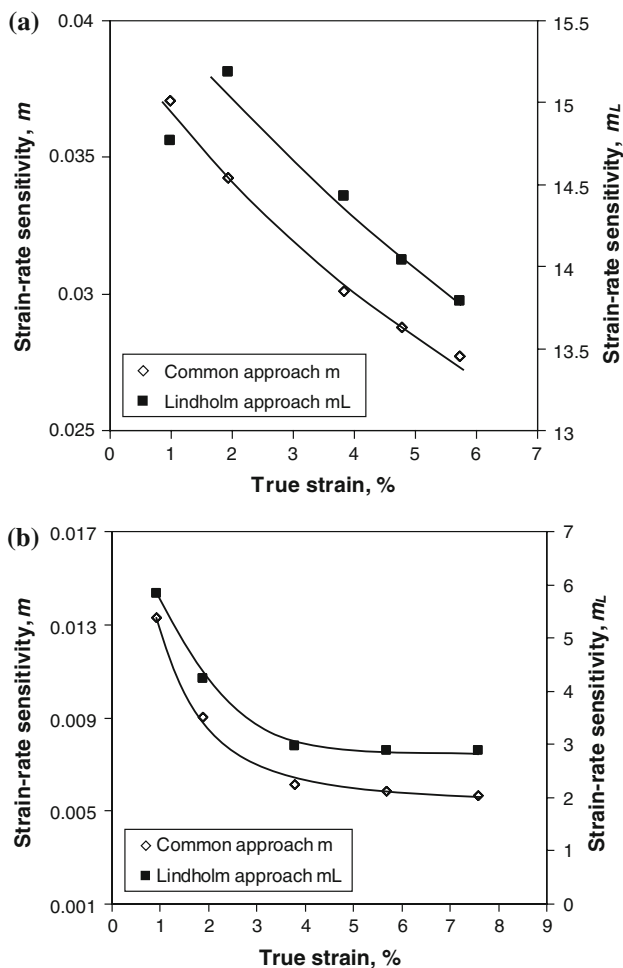 (a)
0.04
0.035
0.03
0.025
Strain-rate sensitivity, m
15.5
15
14.5
14
13.5
13
Strain-rate sensitivity, mL
Common approach m
Lindholm approach mL
0 1 2 3 4 5 6 7
True strain, %
(b)
0.017
0.013
0.009
0.005
0.001
Strain-rate sensitivity, m
7
6
5
4
3
2
1
0
Strain-rate sensitivity, mL
Common approach m
Lindholm approach mL
0 1 2 3 4 5 6 7 8 9
True strain, %